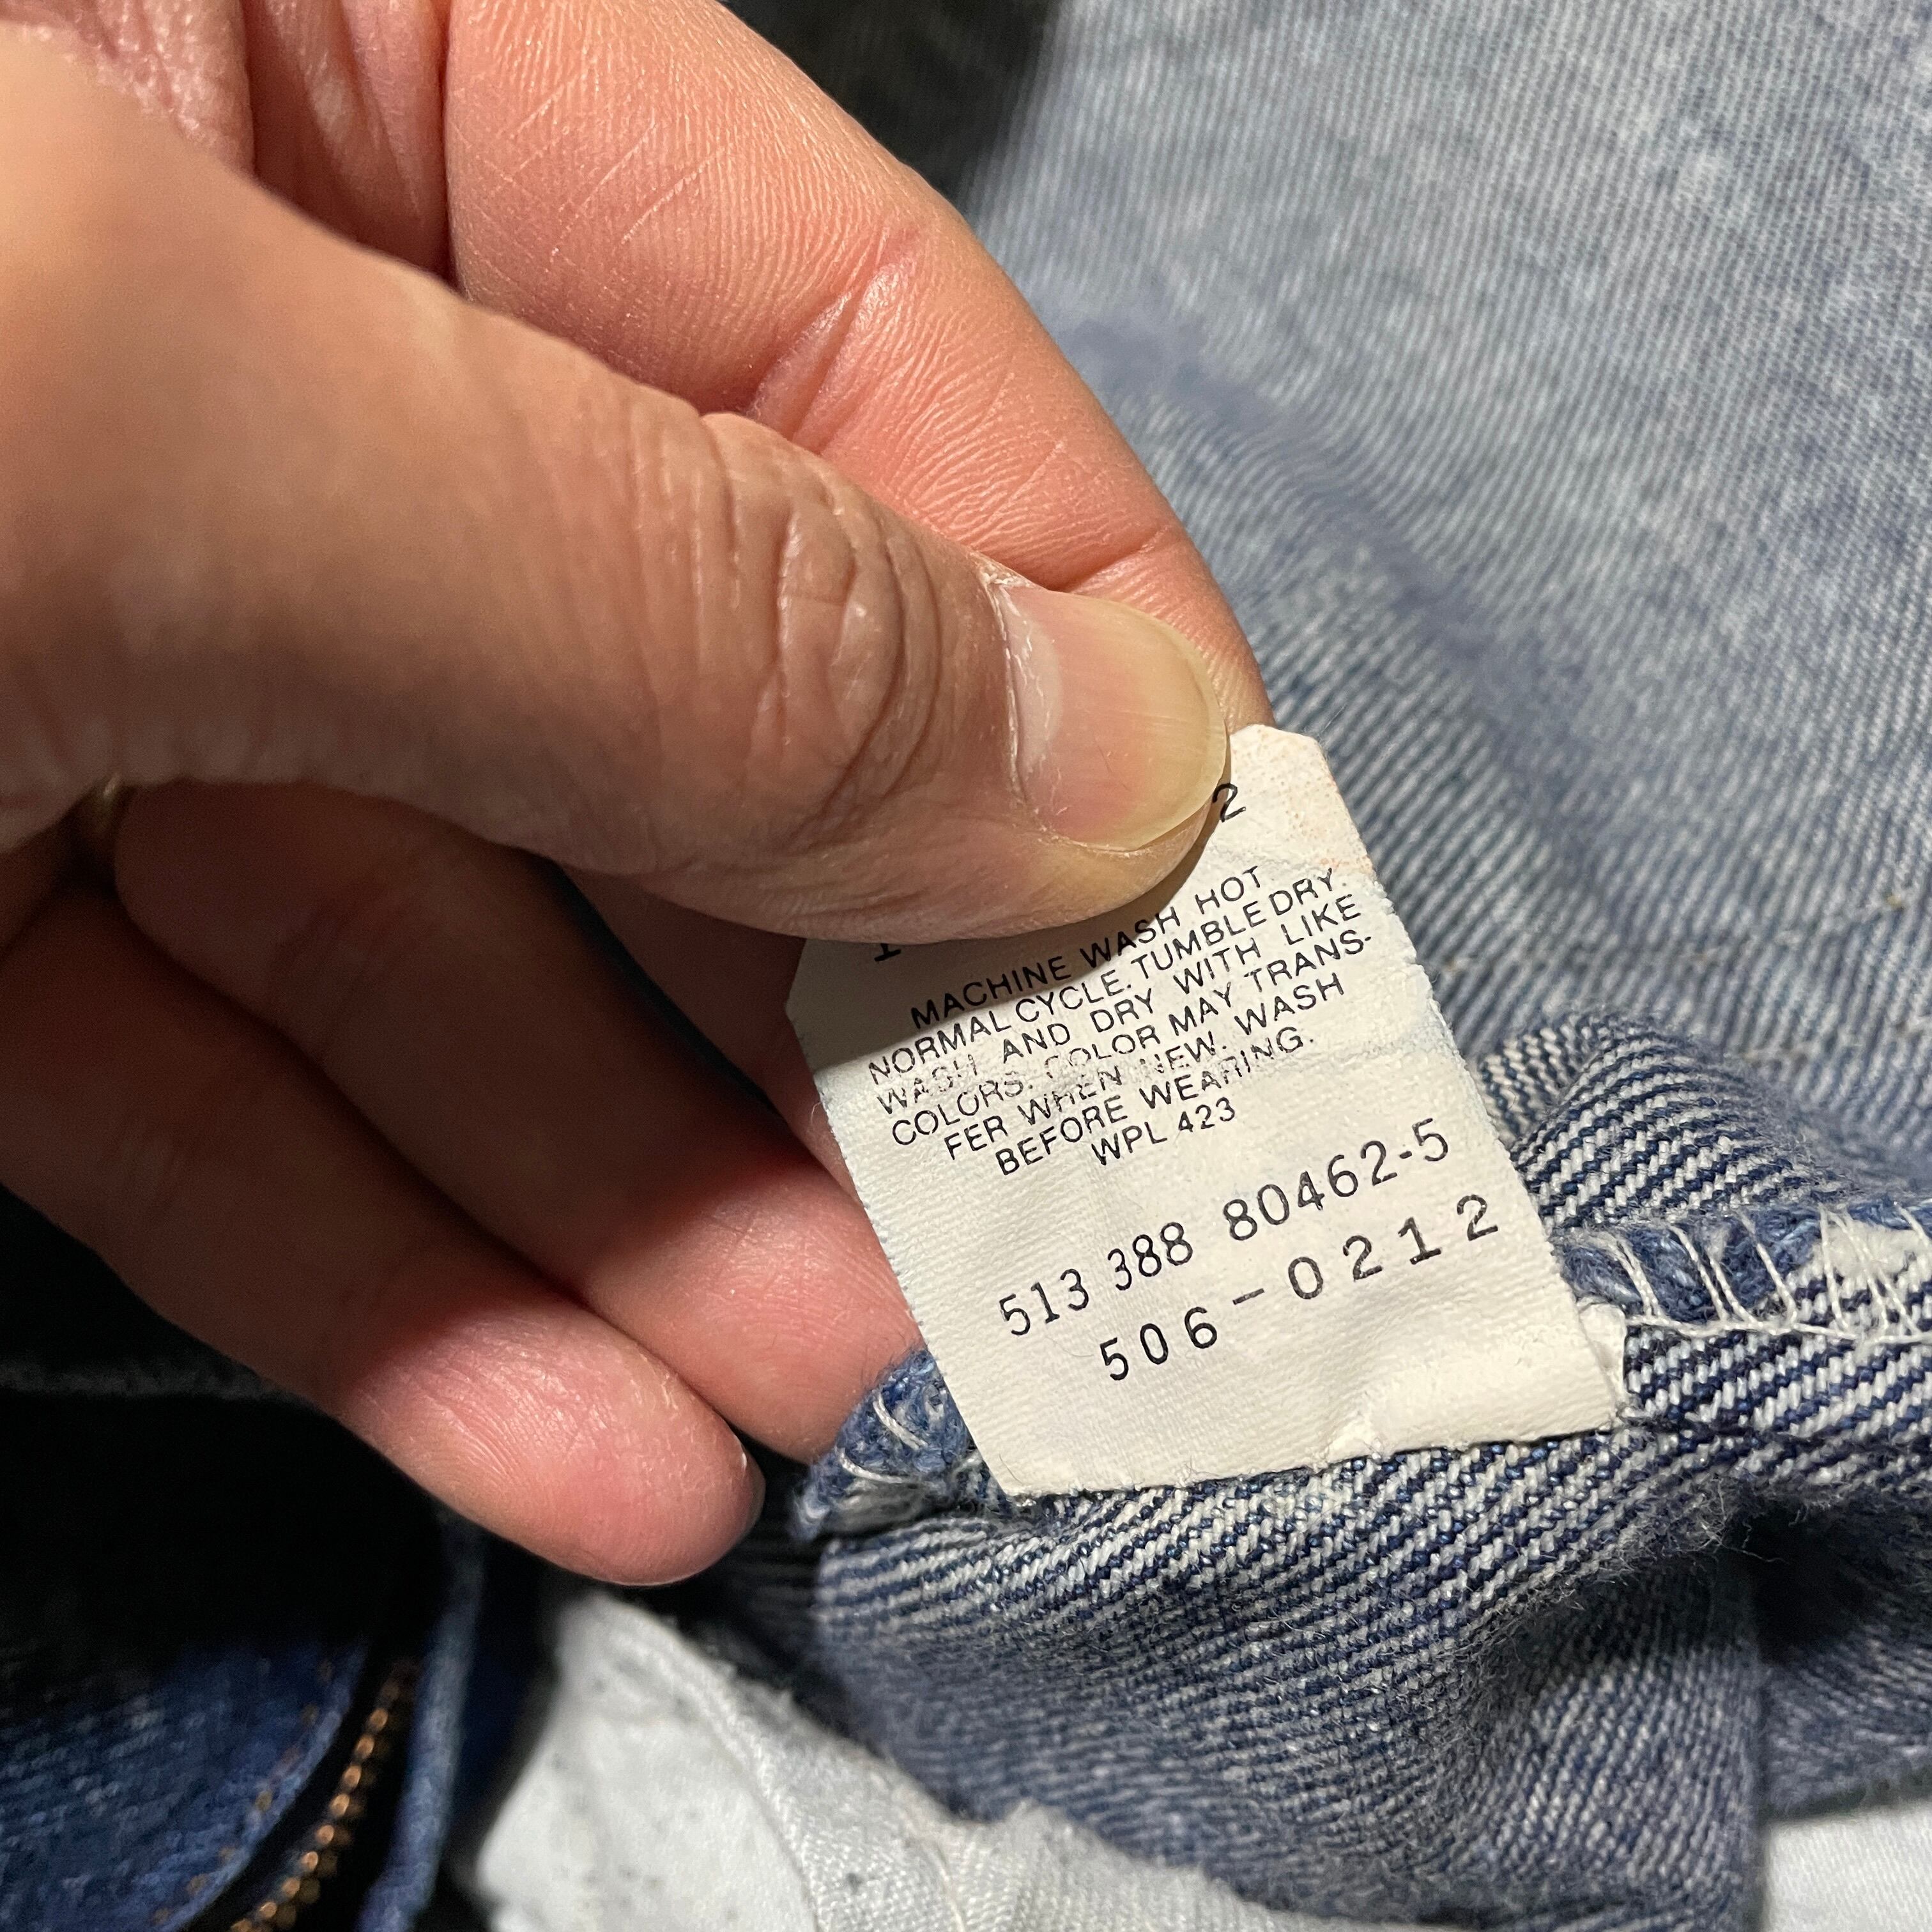 2
MACHINE WASH HOT
NORMAL CYCLE. TUMBLE DRY.
WASH AND DRY WITH LIKE
COLORS. COLOR MAY TRANS-
FER WHEN NEW. WASH
BEFORE WEARING.
WPL 423
513 388 80462-5
506-0212